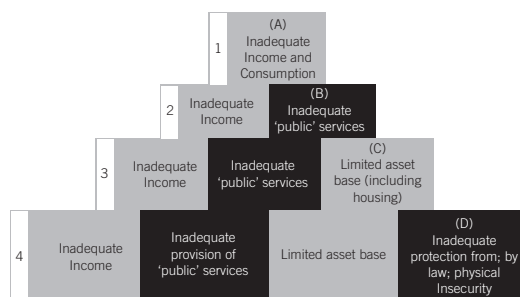 1
(A)
Inadequate
Income and
Consumption
2
Inadequate
Income
(B)
Inadequate
‘public’ services
3
Inadequate
Income
Inadequate
‘public’ services
(C)
Limited asset
base (including
housing)
4
Inadequate
Income
Inadequate
provision of
‘public’ services
Limited asset base
(D)
Inadequate
protection from; by
law; physical
Insecurity